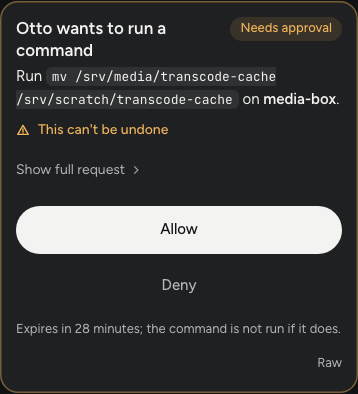 Otto wants to run a command
Needs approval
Run mv /srv/media/transcode-cache
/srv/scratch/transcode-cache on media-box.
This can't be undone
Show full request
Allow
Deny
Expires in 28 minutes; the command is not run if it does.
Raw